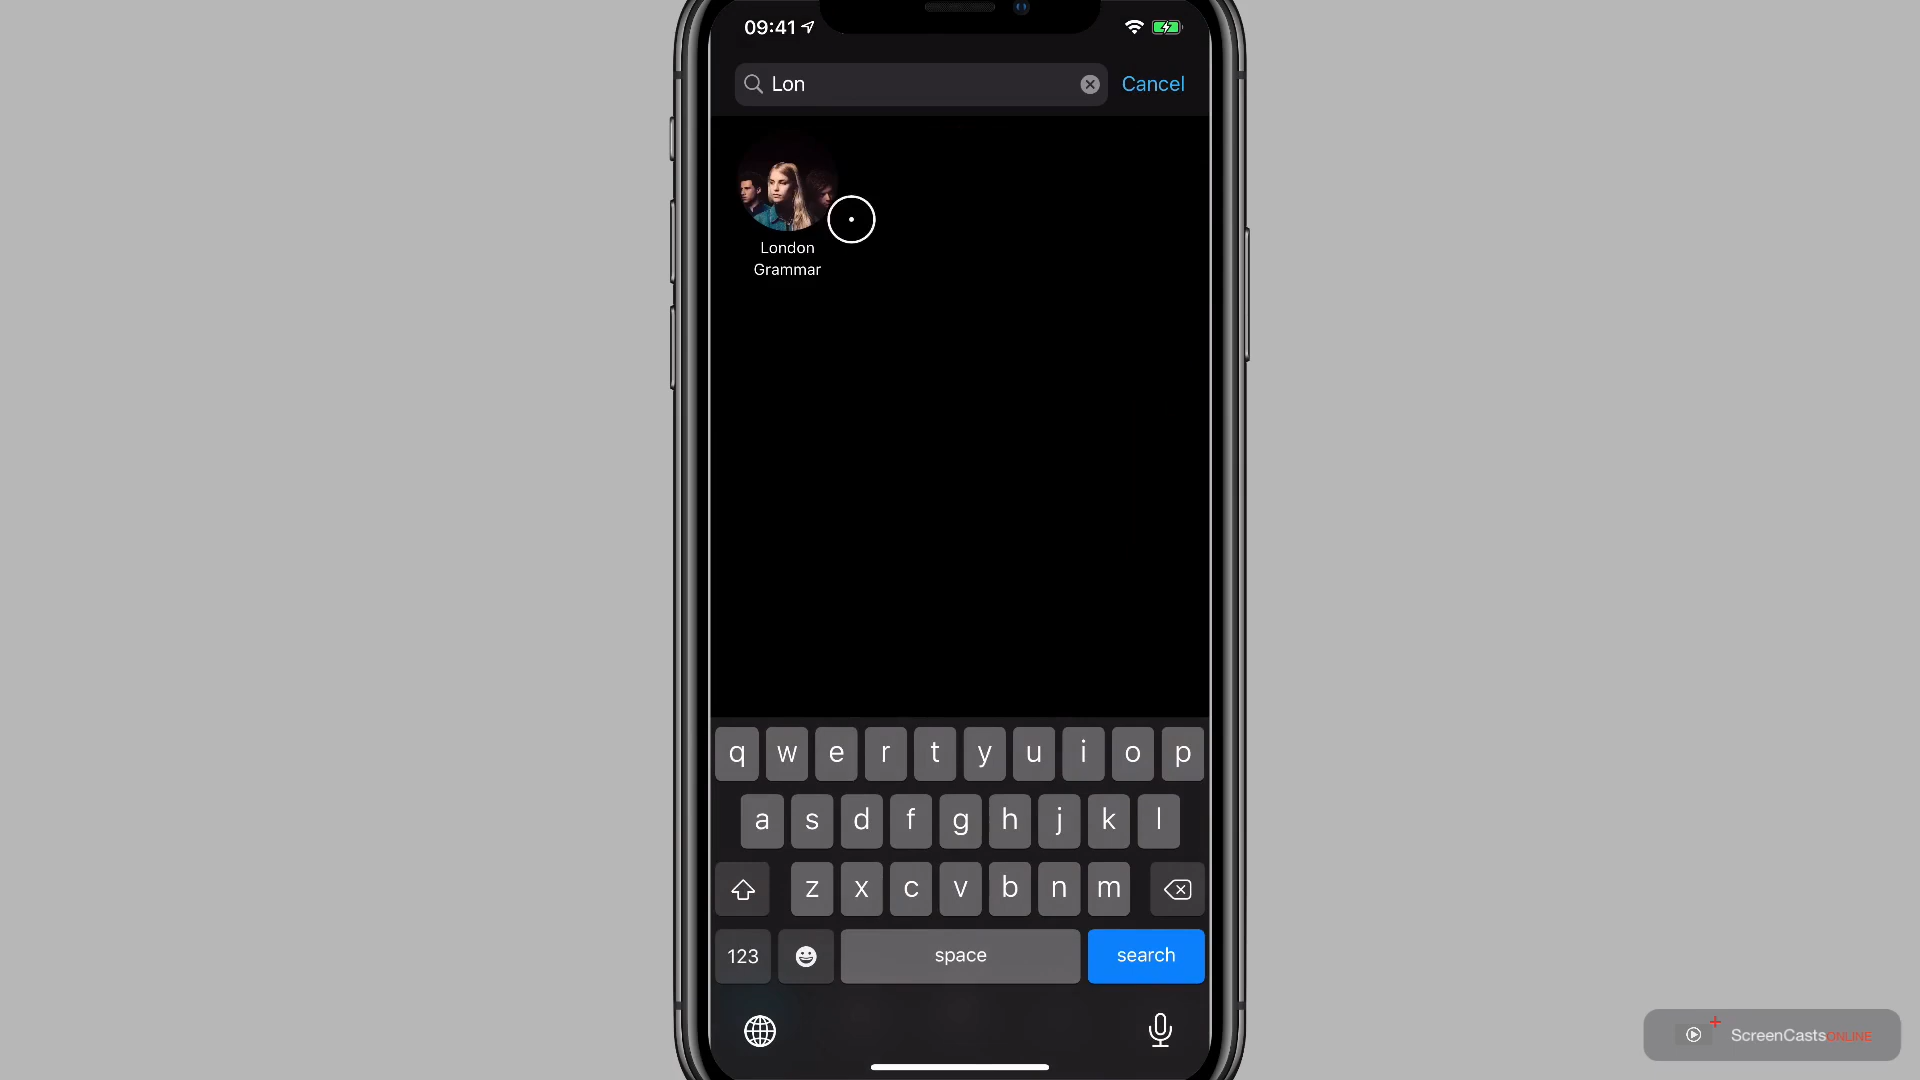 09:41
Lon
Cancel
London
Grammar
q w e r t y u i o p
a s d f g h j k l
z x c v b n m
123 space search
ScreenCastsONLINE